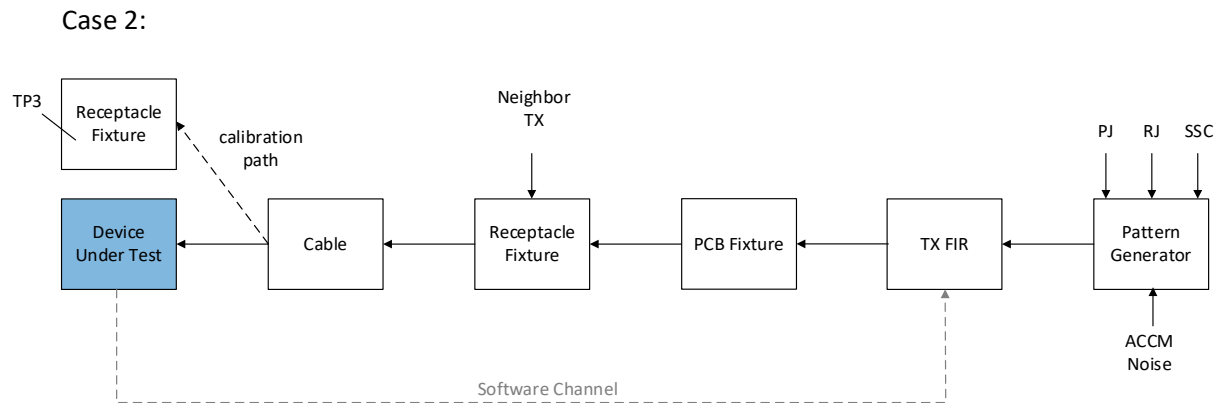 Case 2:
TP3
Receptacle
Fixture
calibration
path
Neighbor
TX
PJ
RJ
SSC
Device
Under Test
Cable
Receptacle
Fixture
PCB Fixture
TX FIR
Pattern
Generator
ACCM
Noise
Software Channel